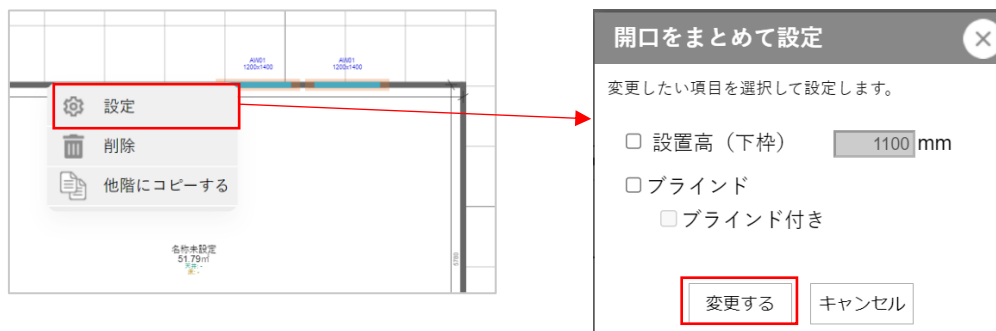 AW01
1200x1400
AW01
1200x1400
設定
削除
他階にコピーする
名称未設定
51.79㎡
天井: -
床: -
5780
開口をまとめて設定
変更したい項目を選択して設定します。
設置高（下枠） 1100 mm
ブラインド
ブラインド付き
変更する キャンセル